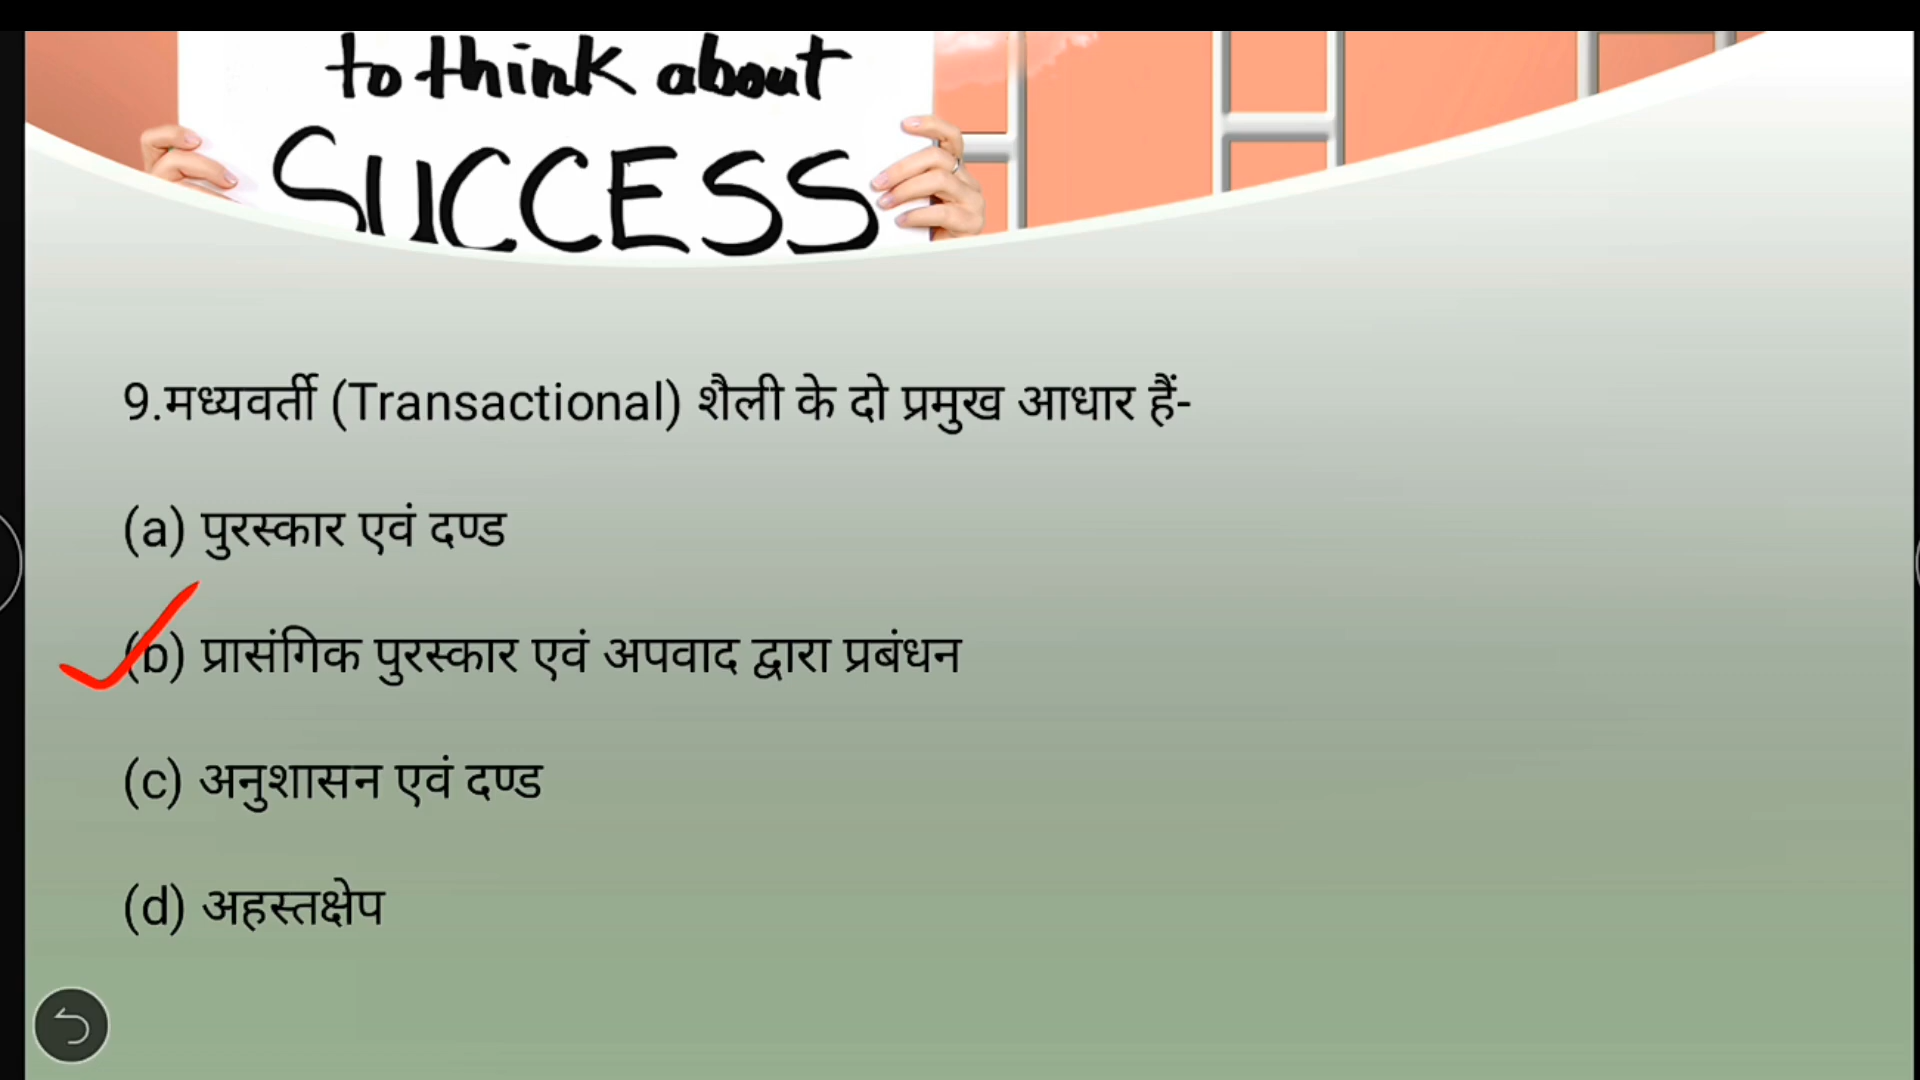 to think about
SUCCESS
9.मध्यवर्ती (Transactional) शैली के दो प्रमुख आधार हैं-
(a) पुरस्कार एवं दण्ड
(b) प्रासंगिक पुरस्कार एवं अपवाद द्वारा प्रबंधन
(c) अनुशासन एवं दण्ड
(d) अहस्तक्षेप